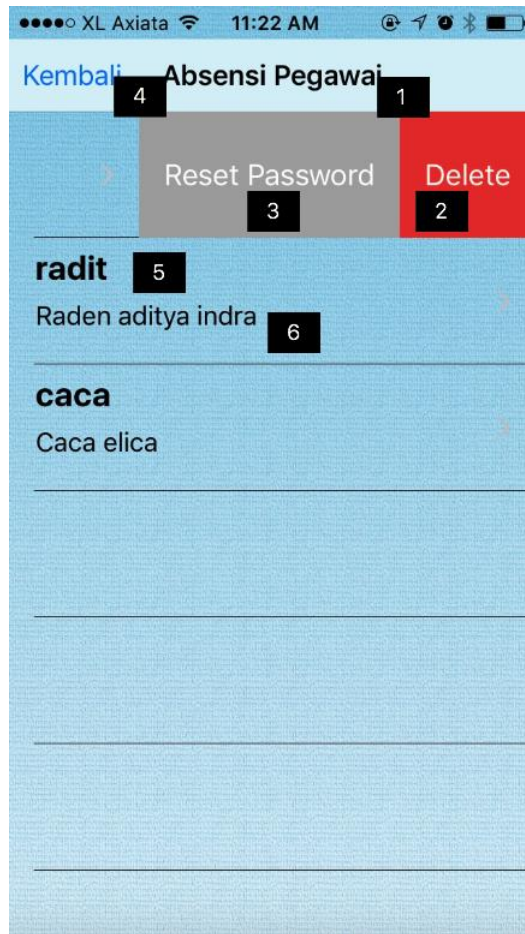 XL Axiata 11:22 AM
Kembali Absensi Pegawai
4 1
Reset Password Delete
3 2
radit 5
Raden aditya indra
6
caca
Caca elica